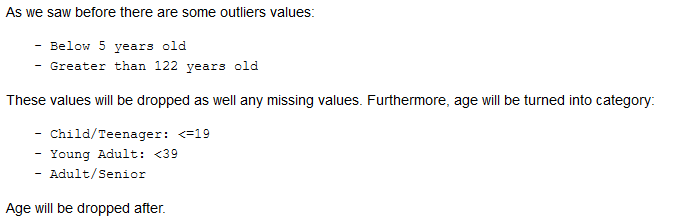 As we saw before there are some outliers values:
- Below 5 years old
- Greater than 122 years old
These values will be dropped as well any missing values. Furthermore, age will be turned into category:
- Child/Teenager: <=19
- Young Adult: <39
- Adult/Senior
Age will be dropped after.